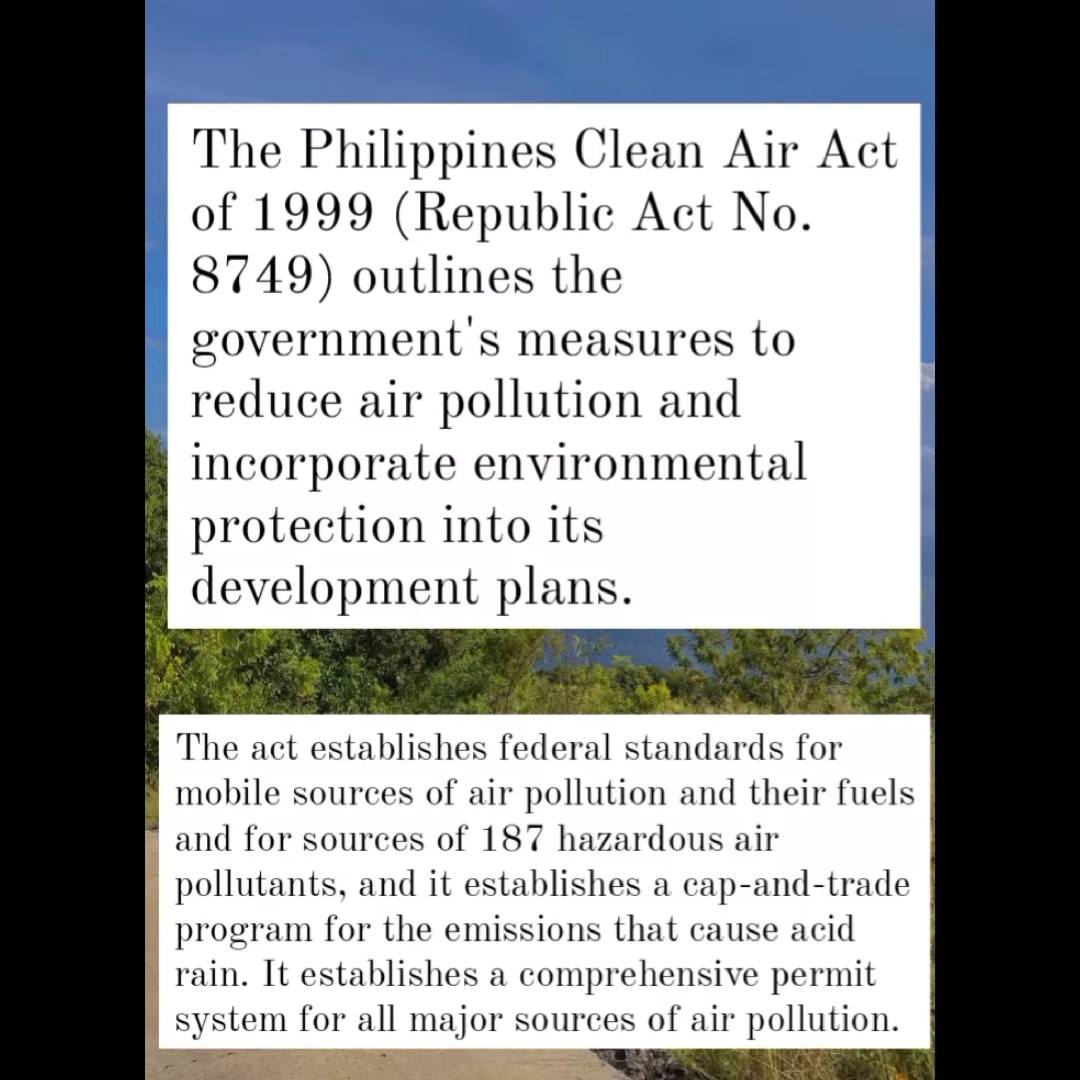 The Philippines Clean Air Act
of 1999 (Republic Act No.
8749) outlines the
government's measures to
reduce air pollution and
incorporate environmental
protection into its
development plans.
The act establishes federal standards for
mobile sources of air pollution and their fuels
and for sources of 187 hazardous air
pollutants, and it establishes a cap-and-trade
program for the emissions that cause acid
rain. It establishes a comprehensive permit
system for all major sources of air pollution.